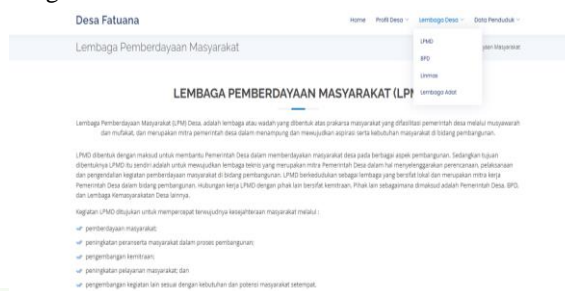 Desa Fatuana
Home Profil Desa Lembaga Desa Data Penduduk
Lembaga Pemberdayaan Masyarakat
LPMD
BPD
Linmas
Lembaga Adat
Masyarakat
LEMBAGA PEMBERDAYAAN MASYARAKAT (LPM
Lembaga Pemberdayaan Masyarakat (LPM) Desa, adalah lembaga atau wadah yang dibentuk atas prakarsa masyarakat yang difasilitasi pemerintah desa melalui musyawarah
dan mufakat, dan merupakan mitra pemerintah desa dalam menampung dan mewujudkan aspirasi serta kebutuhan masyarakat di bidang pembangunan.
LPMD dibentuk dengan maksud untuk membantu Pemerintah Desa dalam memberdayakan masyarakat desa pada berbagai aspek pembangunan. Sedangkan tujuan
dibentuknya LPMD itu sendiri adalah untuk mewujudkan lembaga teknis yang merupakan mitra Pemerintah Desa dalam hal menyelenggarakan perencanaan, pelaksanaan
dan pengendalian kegiatan pemberdayaan masyarakat di bidang pembangunan. LPMD berkedudukan sebagai lembaga yang bersifat lokal dan merupakan mitra kerja
Pemerintah Desa dalam bidang pembangunan. Hubungan kerja LPMD dengan pihak lain bersifat kemitraan. Pihak lain sebagaimana dimaksud adalah Pemerintah Desa, BPD,
dan Lembaga Kemasyarakatan Desa lainnya.
Kegiatan LPMD ditujukan untuk mempercepat terwujudnya kesejahteraan masyarakat melalui :
pemberdayaan masyarakat;
peningkatan peranserta masyarakat dalam proses pembangunan;
pengembangan kemitraan;
peningkatan pelayanan masyarakat; dan
pengembangan kegiatan lain sesuai dengan kebutuhan dan potensi masyarakat setempat.